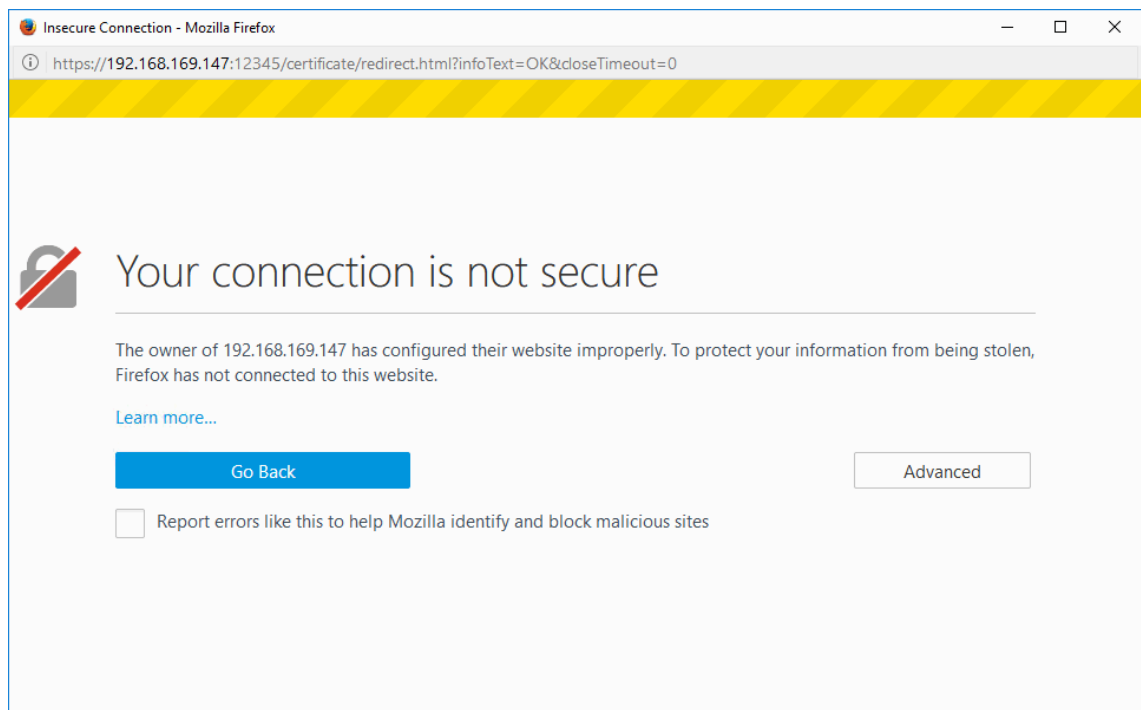 Insecure Connection - Mozilla Firefox
https://192.168.169.147:12345/certificate/redirect.html?infoText=OK&closeTimeout=0
Your connection is not secure
The owner of 192.168.169.147 has configured their website improperly. To protect your information from being stolen,
Firefox has not connected to this website.
Learn more...
Go Back
Advanced
Report errors like this to help Mozilla identify and block malicious sites